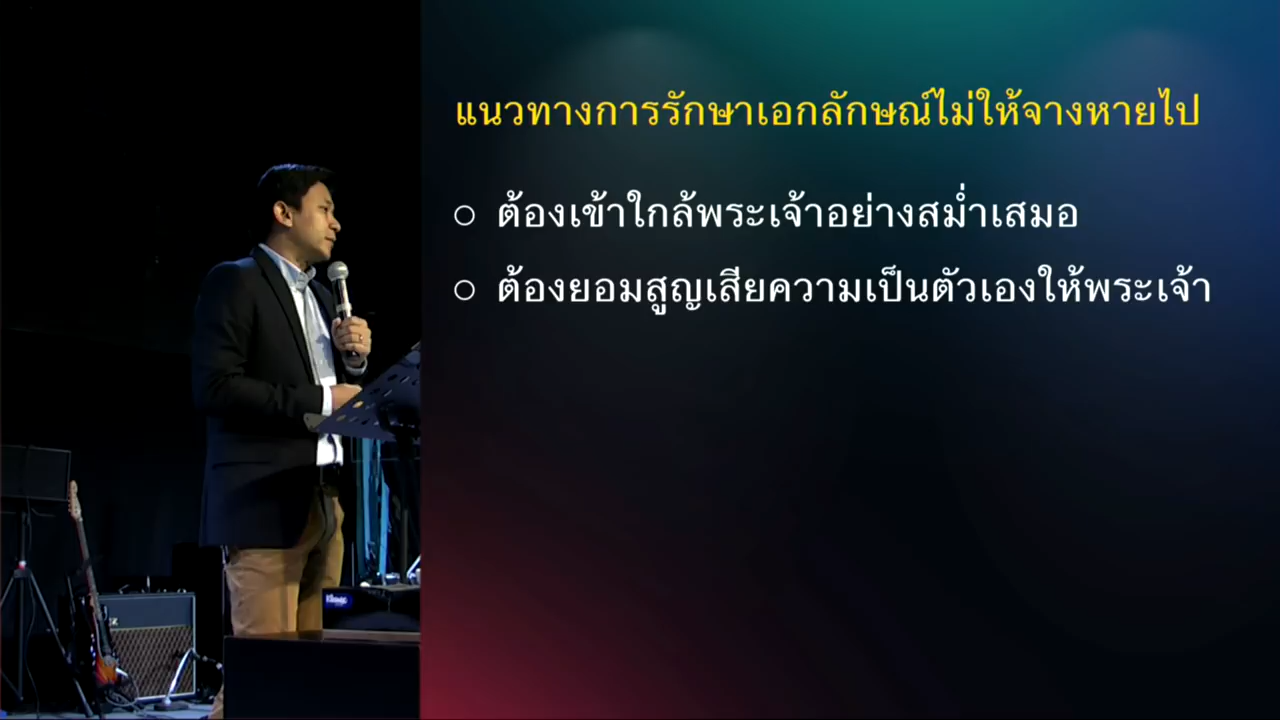 แนวทางการรักษาเอกลักษณ์ไม่ให้จางหายไป
○ ต้องเข้าใกล้พระเจ้าอย่างสม่ำเสมอ
○ ต้องยอมสูญเสียความเป็นตัวเองให้พระเจ้า